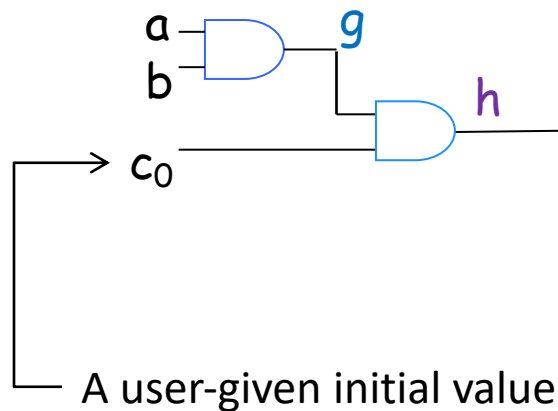 a
g
b
h
c₀
A user-given initial value